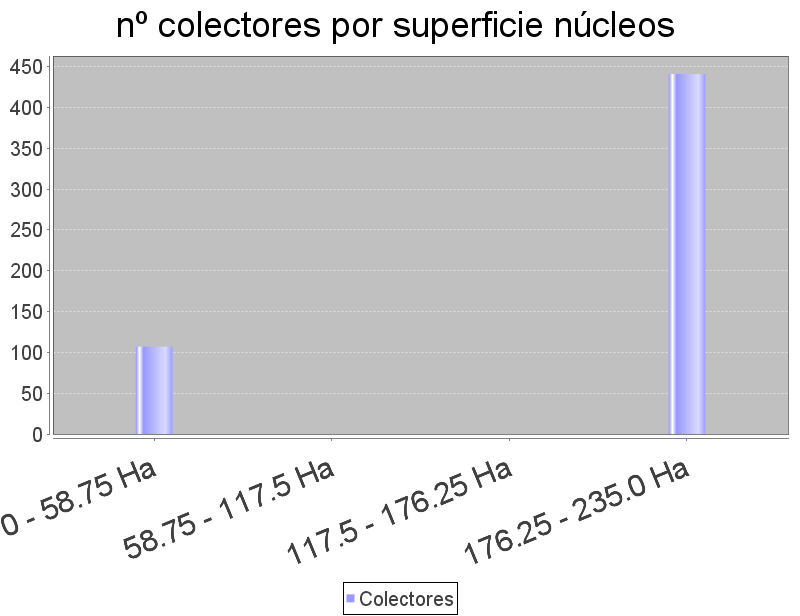 nº colectores por superficie núcleos
450
400
350
300
250
200
150
100
50
0
0 - 58.75 Ha
58.75 - 117.5 Ha
117.5 - 176.25 Ha
176.25 - 235.0 Ha
Colectores